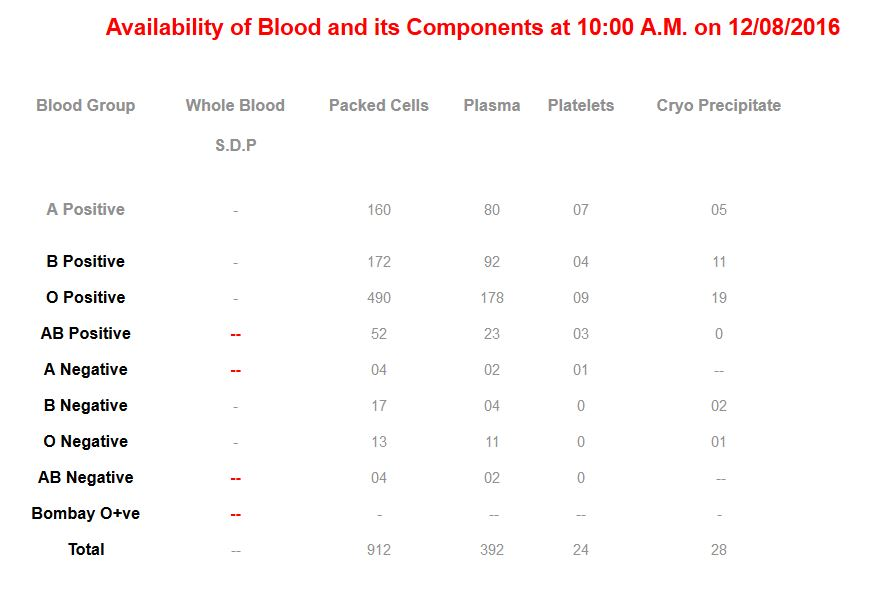 Availability of Blood and its Components at 10:00 A.M. on 12/08/2016
Blood Group Whole Blood Packed Cells Plasma Platelets Cryo Precipitate
S.D.P
A Positive - 160 80 07 05
B Positive - 172 92 04 11
O Positive - 490 178 09 19
AB Positive -- 52 23 03 0
A Negative -- 04 02 01 --
B Negative - 17 04 0 02
O Negative - 13 11 0 01
AB Negative -- 04 02 0 --
Bombay O+ve -- - -- -- -
Total -- 912 392 24 28